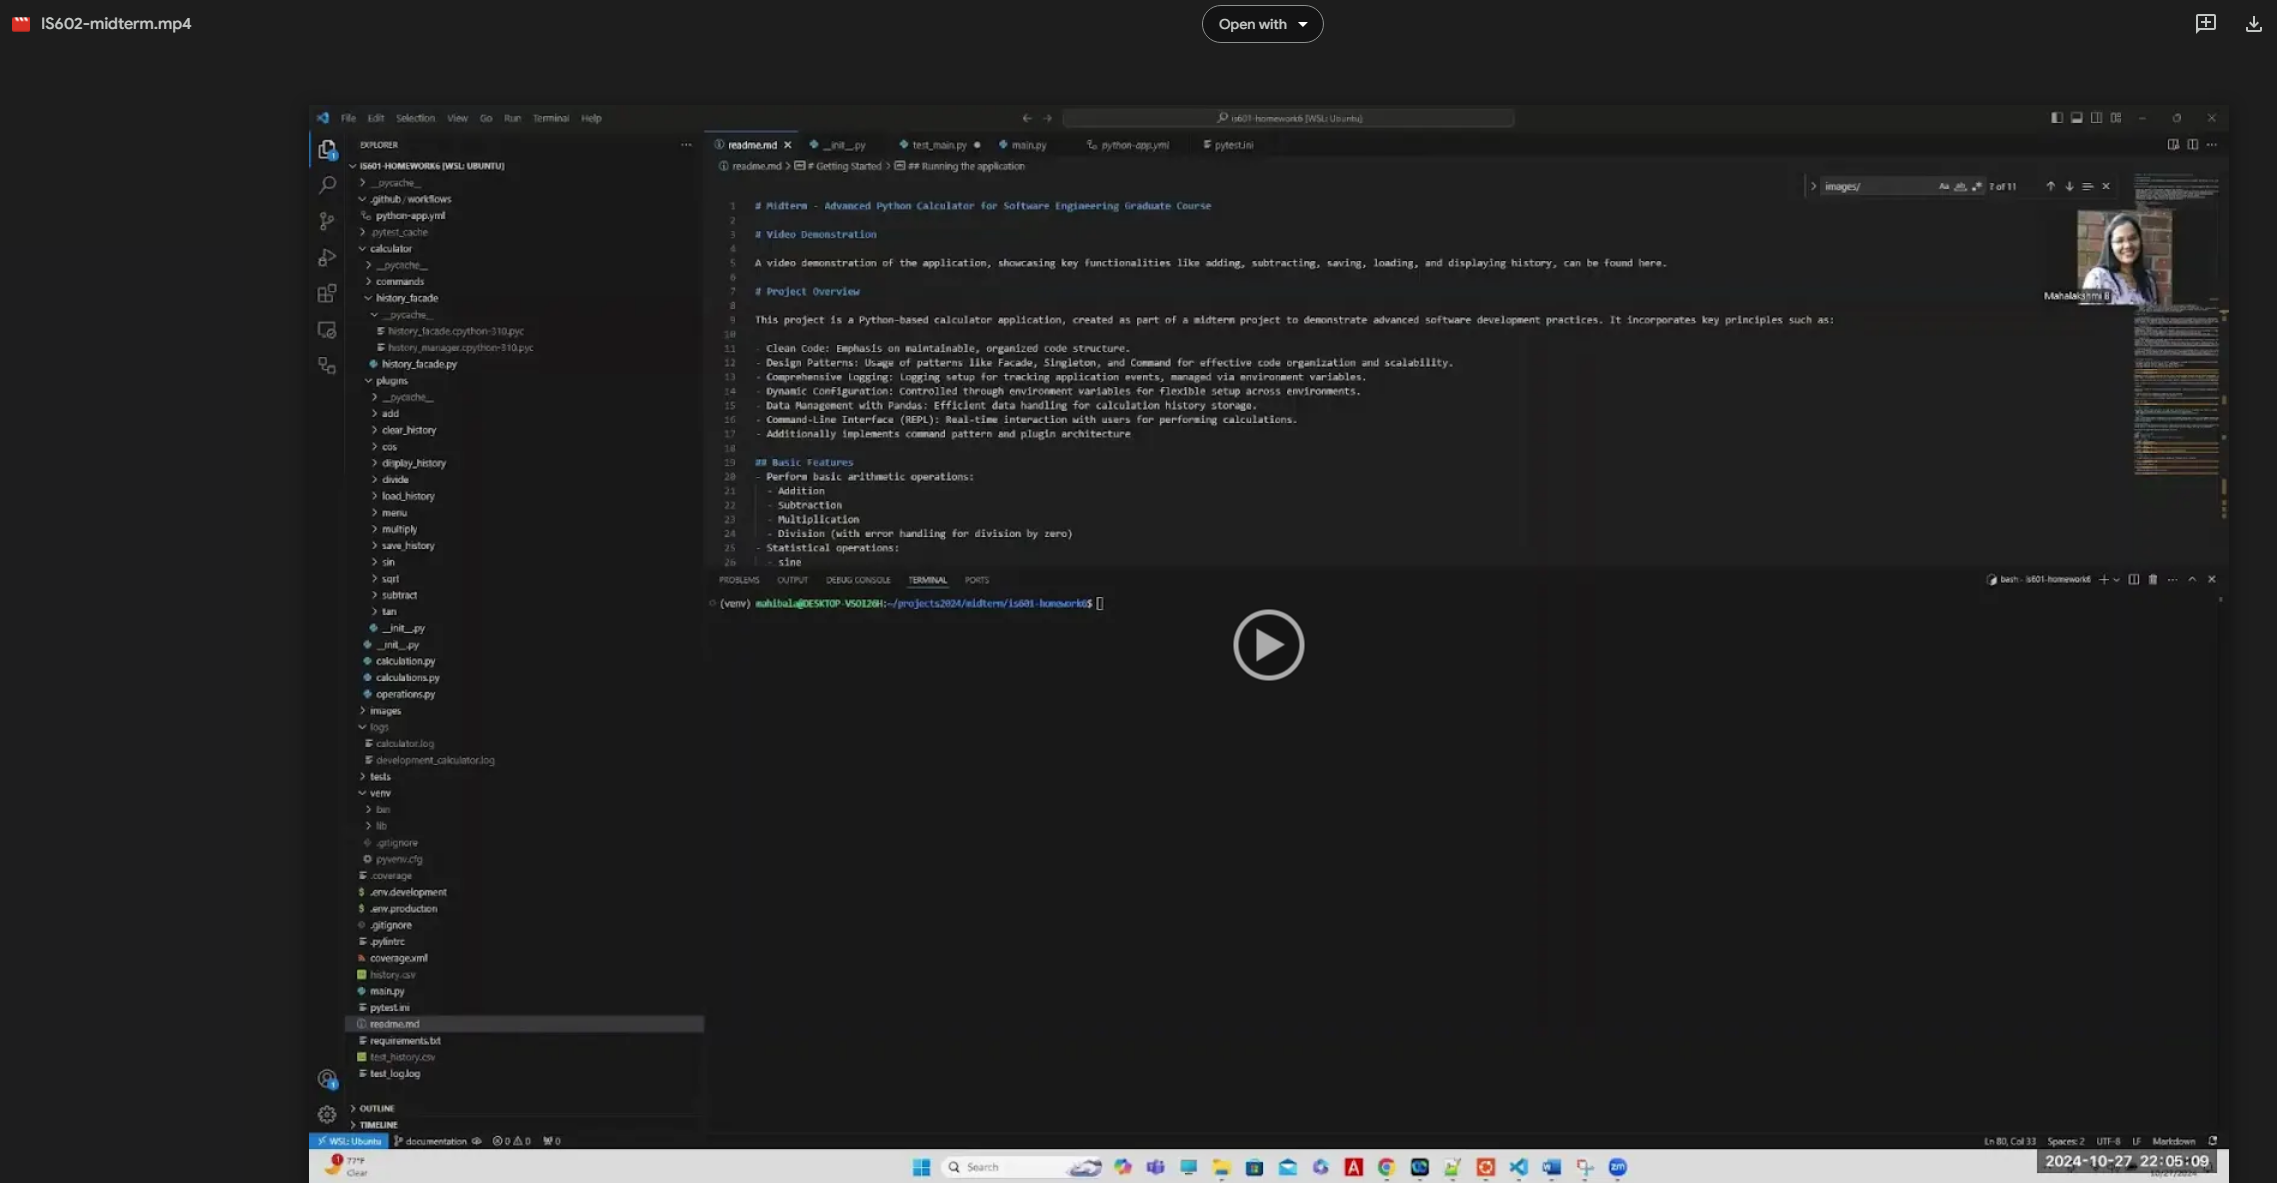 IS602-midterm.mp4
Open with
File Edit Selection View Go Run Terminal Help
is601-homework6 [WSL: Ubuntu]
EXPLORER
IS601-HOMEWORK6 [WSL: UBUNTU]
__pycache__
.github / workflows
python-app.yml
.pytest_cache
calculator
__pycache__
commands
history_facade
__pycache__
history_facade.cpython-310.pyc
history_manager.cpython-310.pyc
history_facade.py
plugins
__pycache__
add
clear_history
cos
display_history
divide
load_history
menu
multiply
save_history
sin
sqrt
subtract
tan
__init__.py
__init__.py
calculation.py
calculations.py
operations.py
images
logs
calculator.log
development_calculator.log
tests
venv
bin
lib
.gitignore
pyvenv.cfg
.coverage
.env.development
.env.production
.gitignore
.pylintrc
coverage.xml
history.csv
main.py
pytest.ini
readme.md
requirements.txt
test_history.csv
test_log.log
OUTLINE
TIMELINE
readme.md __init__.py test_main.py main.py python-app.yml pytest.ini
readme.md > # Getting Started > ## Running the application
images/ 7 of 11
1 # Midterm - Advanced Python Calculator for Software Engineering Graduate Course
2
3 # Video Demonstration
4
5 A video demonstration of the application, showcasing key functionalities like adding, subtracting, saving, loading, and displaying history, can be found here.
6
7 # Project Overview
8
9 This project is a Python-based calculator application, created as part of a midterm project to demonstrate advanced software development practices. It incorporates key principles such as:
10
11 - Clean Code: Emphasis on maintainable, organized code structure.
12 - Design Patterns: Usage of patterns like Facade, Singleton, and Command for effective code organization and scalability.
13 - Comprehensive Logging: Logging setup for tracking application events, managed via environment variables.
14 - Dynamic Configuration: Controlled through environment variables for flexible setup across environments.
15 - Data Management with Pandas: Efficient data handling for calculation history storage.
16 - Command-Line Interface (REPL): Real-time interaction with users for performing calculations.
17 - Additionally implements command pattern and plugin architecture
18
19 ## Basic Features
20 - Perform basic arithmetic operations:
21 - Addition
22 - Subtraction
23 - Multiplication
24 - Division (with error handling for division by zero)
25 - Statistical operations:
26 - sine
PROBLEMS OUTPUT DEBUG CONSOLE TERMINAL PORTS
bash - is601-homework6
(venv) mahibala@DESKTOP-VSO126H:~/projects2024/midterm/is601-homework6$
WSL: Ubuntu documentation 0 0 0
Ln 80, Col 33 Spaces: 2 UTF-8 LF Markdown
77°F
Clear
Search
2024-10-27 22:05:09